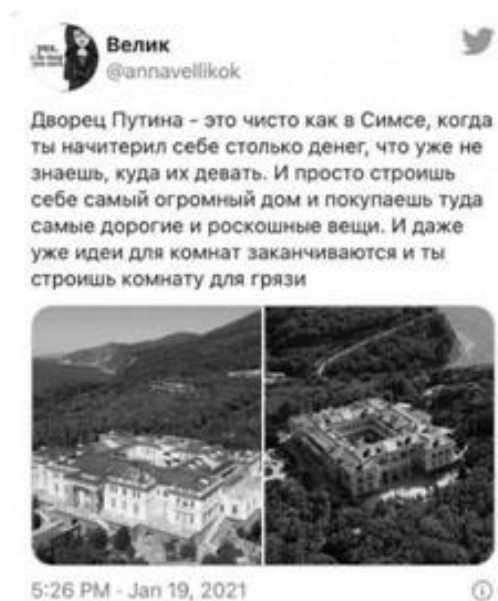 Велик
@annavellikok
Дворец Путина - это чисто как в Симсе, когда
ты начитерил себе столько денег, что уже не
знаешь, куда их девать. И просто строишь
себе самый огромный дом и покупаешь туда
самые дорогие и роскошные вещи. И даже
уже идеи для комнат заканчиваются и ты
строишь комнату для грязи
5:26 PM - Jan 19, 2021